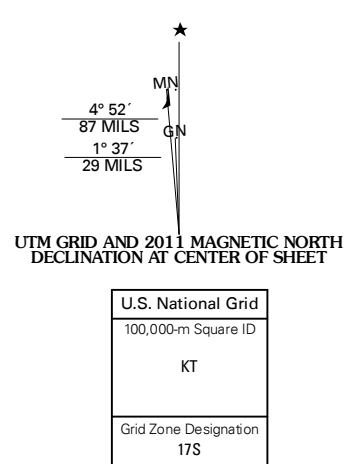 ★
MN
4° 52´
87 MILS
GN
1° 37´
29 MILS
UTM GRID AND 2011 MAGNETIC NORTH
DECLINATION AT CENTER OF SHEET
U.S. National Grid
100,000-m Square ID
KT
Grid Zone Designation
17S